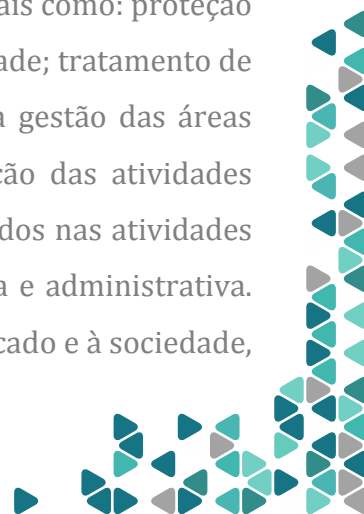 ais como: proteção
ade; tratamento de
a gestão das áreas
ção das atividades
dos nas atividades
a e administrativa.
cado e à sociedade,